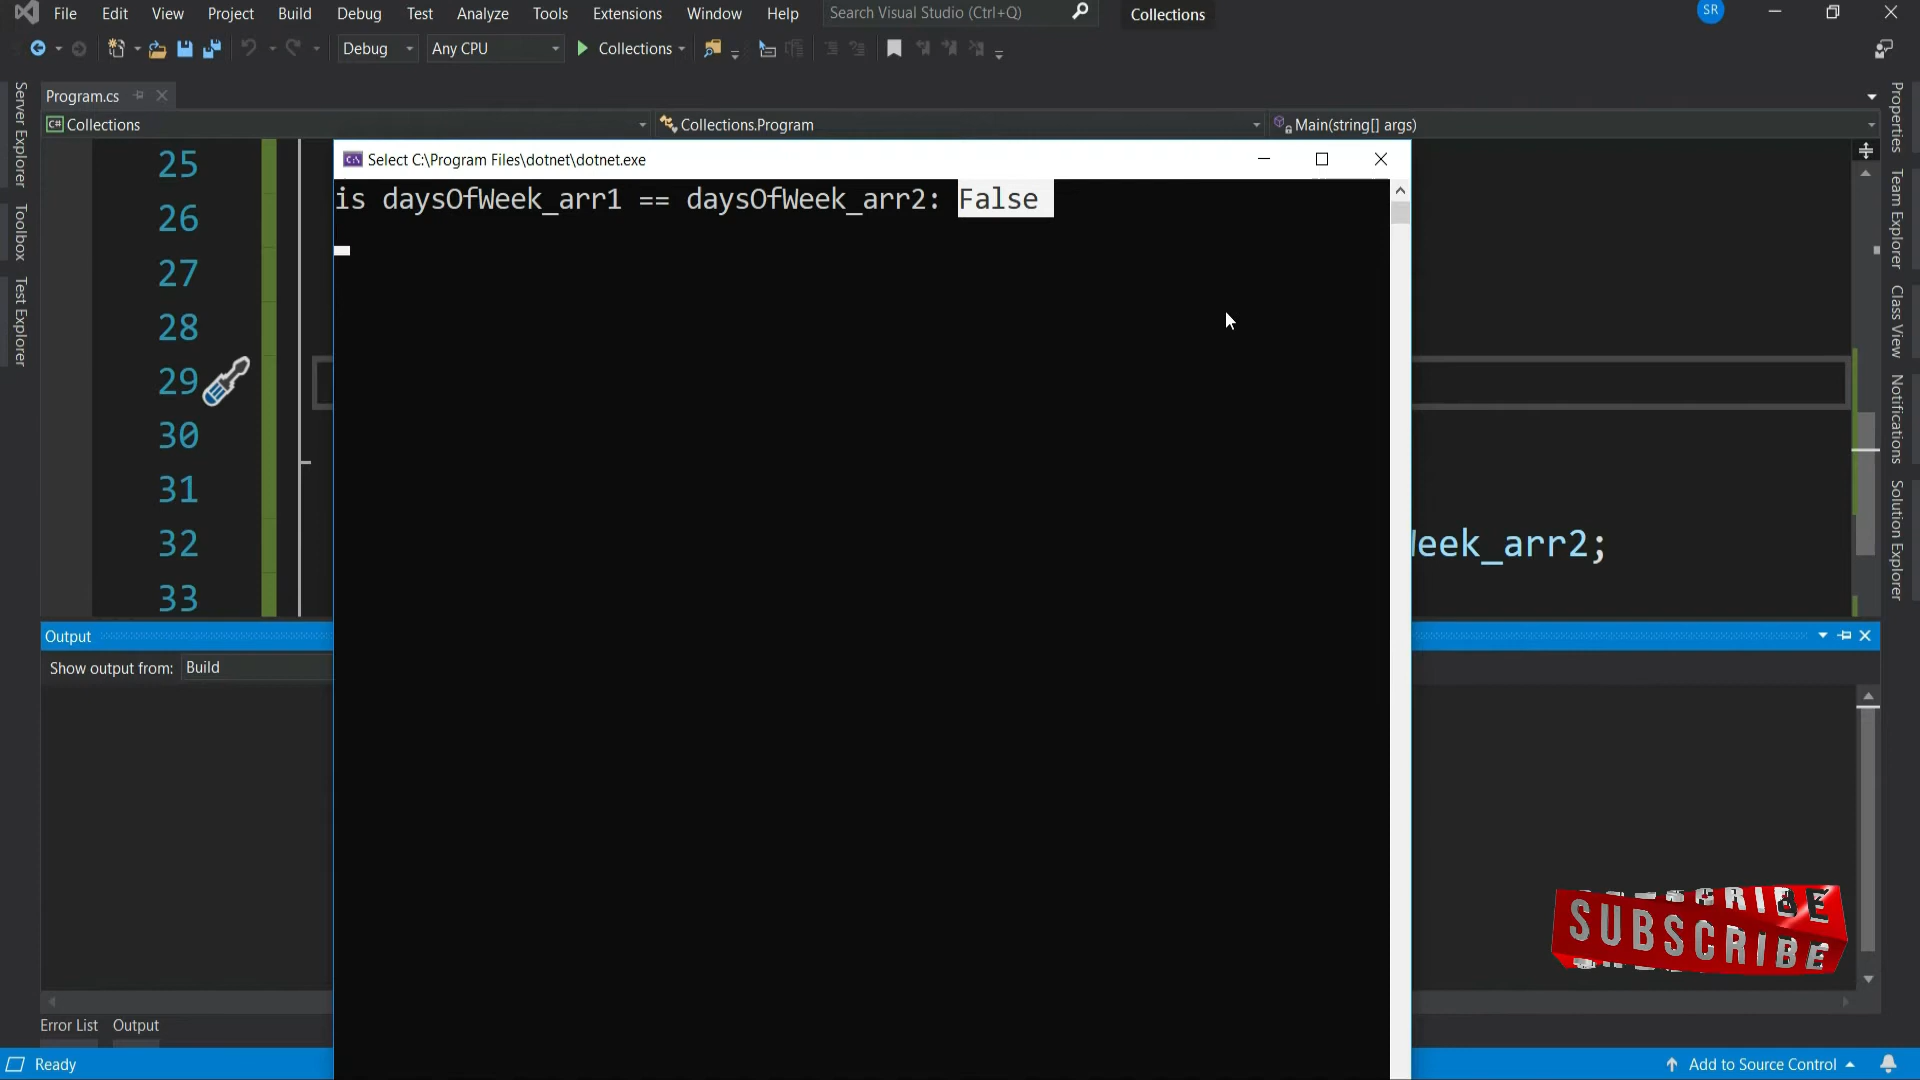 File Edit View Project Build Debug Test Analyze Tools Extensions Window Help Search Visual Studio (Ctrl+Q) Collections SR
Debug Any CPU Collections
Program.cs
C# Collections Collections.Program Main(string[] args)
Server Explorer
Toolbox
Test Explorer
Properties
Team Explorer
Class View
Notifications
Solution Explorer
Select C:\Program Files\dotnet\dotnet.exe
is daysOfWeek_arr1 == daysOfWeek_arr2: False
25
26
27
28
29
30
31
32
eek_arr2;
33
Output
Show output from: Build
SUBSCRIBE
Error List Output
Ready Add to Source Control